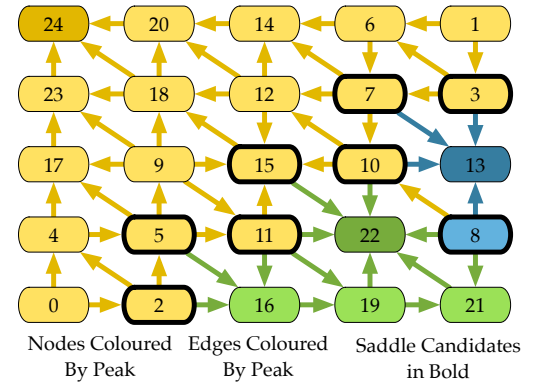 24 20 14 6 1
23 18 12 7 3
17 9 15 10 13
4 5 11 22 8
0 2 16 19 21
Nodes Coloured Edges Coloured Saddle Candidates
By Peak By Peak in Bold